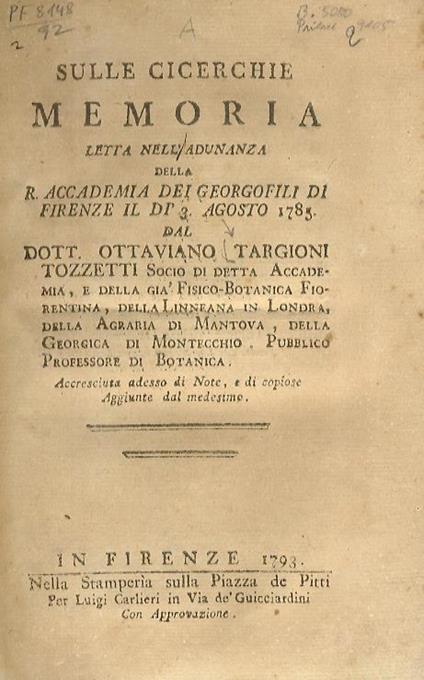 PF 8148
92
2
A
SULLE CICERCHIE
MEMORIA
LETTA NELL'ADUNANZA
DELLA
R. ACCADEMIA DEI GEORGOFILI DI
FIRENZE IL DI' 3. AGOSTO 1785.
DAL
DOTT. OTTAVIANO TARGIONI
TOZZETTI SOCIO DI DETTA ACCADE-
MIA, E DELLA GIA' FISICO-BOTANICA FIO-
RENTINA, DELLA LINNEANA IN LONDRA,
DELLA AGRARIA DI MANTOVA, DELLA
GEORGICA DI MONTECCHIO. PUBBLICO
PROFESSORE DI BOTANICA.
Accresciuta adesso di Note, e di copiose
Aggiunte dal medesimo.
IN FIRENZE 1793.
Nella Stamperia sulla Piazza de Pitti
Per Luigi Carlieri in Via de' Guicciardini
Con Approvazione.